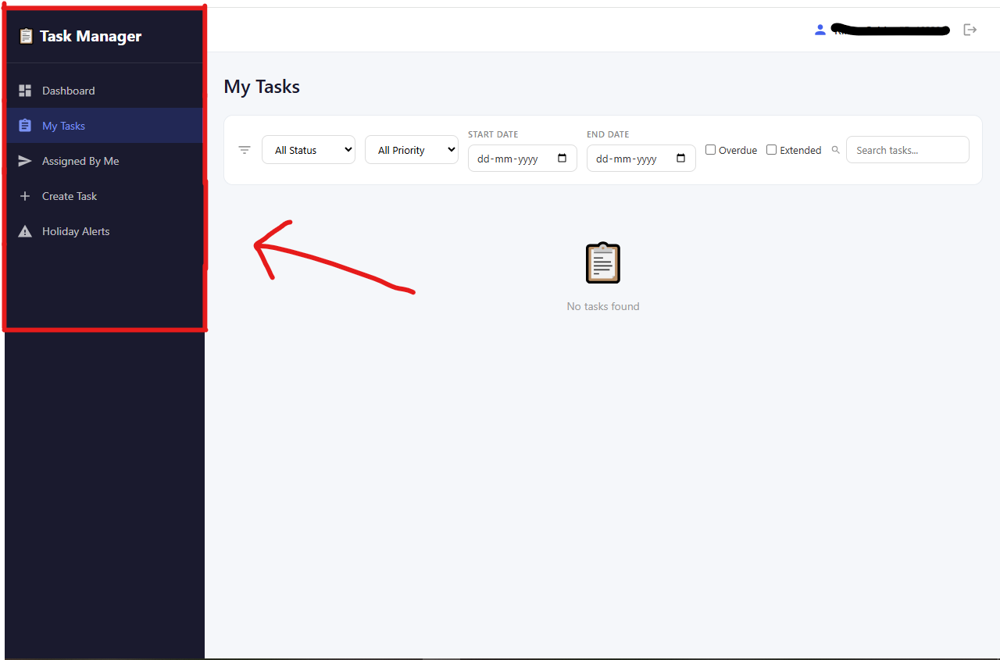 Task Manager
Dashboard
My Tasks
Assigned By Me
Create Task
Holiday Alerts
My Tasks
All Status
All Priority
START DATE
dd-mm-yyyy
END DATE
dd-mm-yyyy
Overdue
Extended
Search tasks...
No tasks found